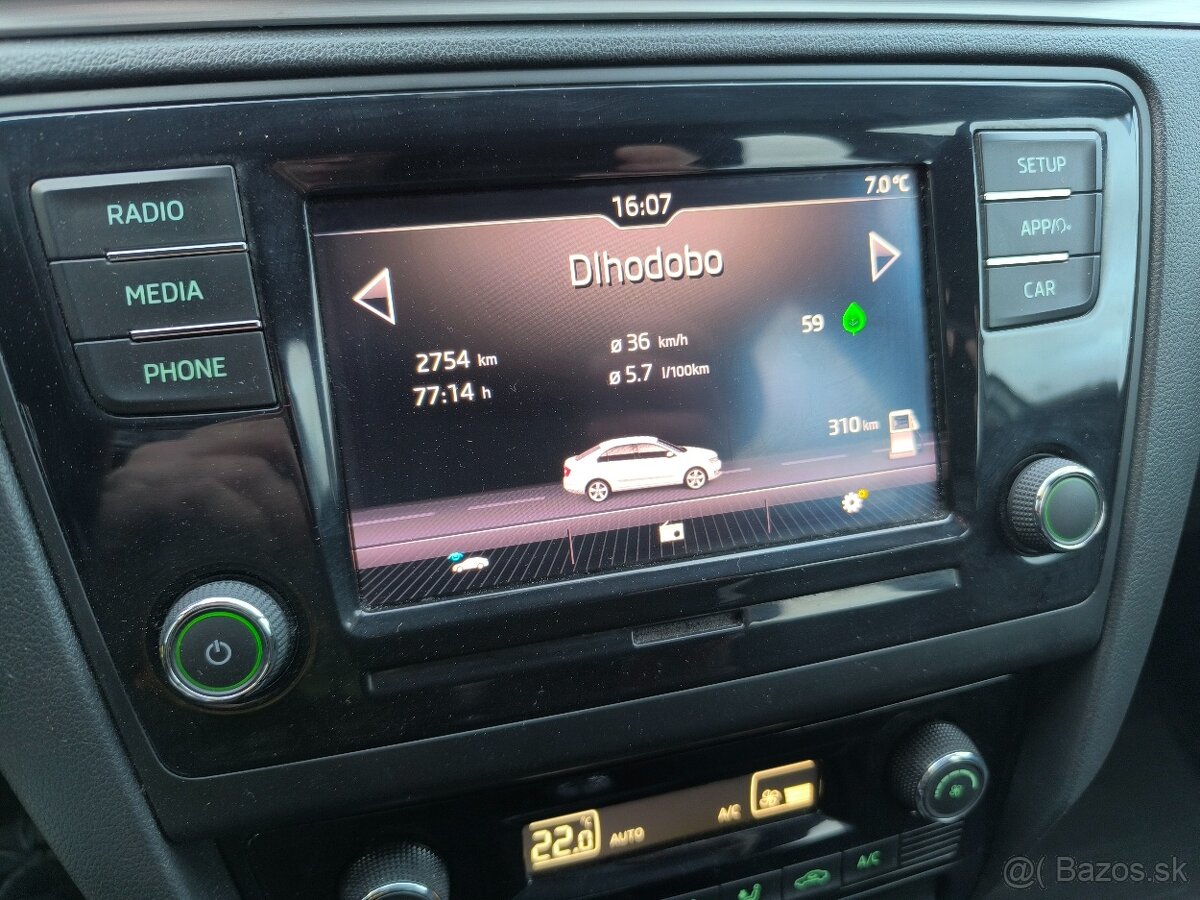 RADIO
MEDIA
PHONE
16:07
7.0°C
Dlhodobo
59
2754 km
77:14 h
ø 36 km/h
ø 5.7 l/100km
310 km
SETUP
APP/
CAR
22.0 °C
AUTO
A/C
A/C
@( Bazos.sk